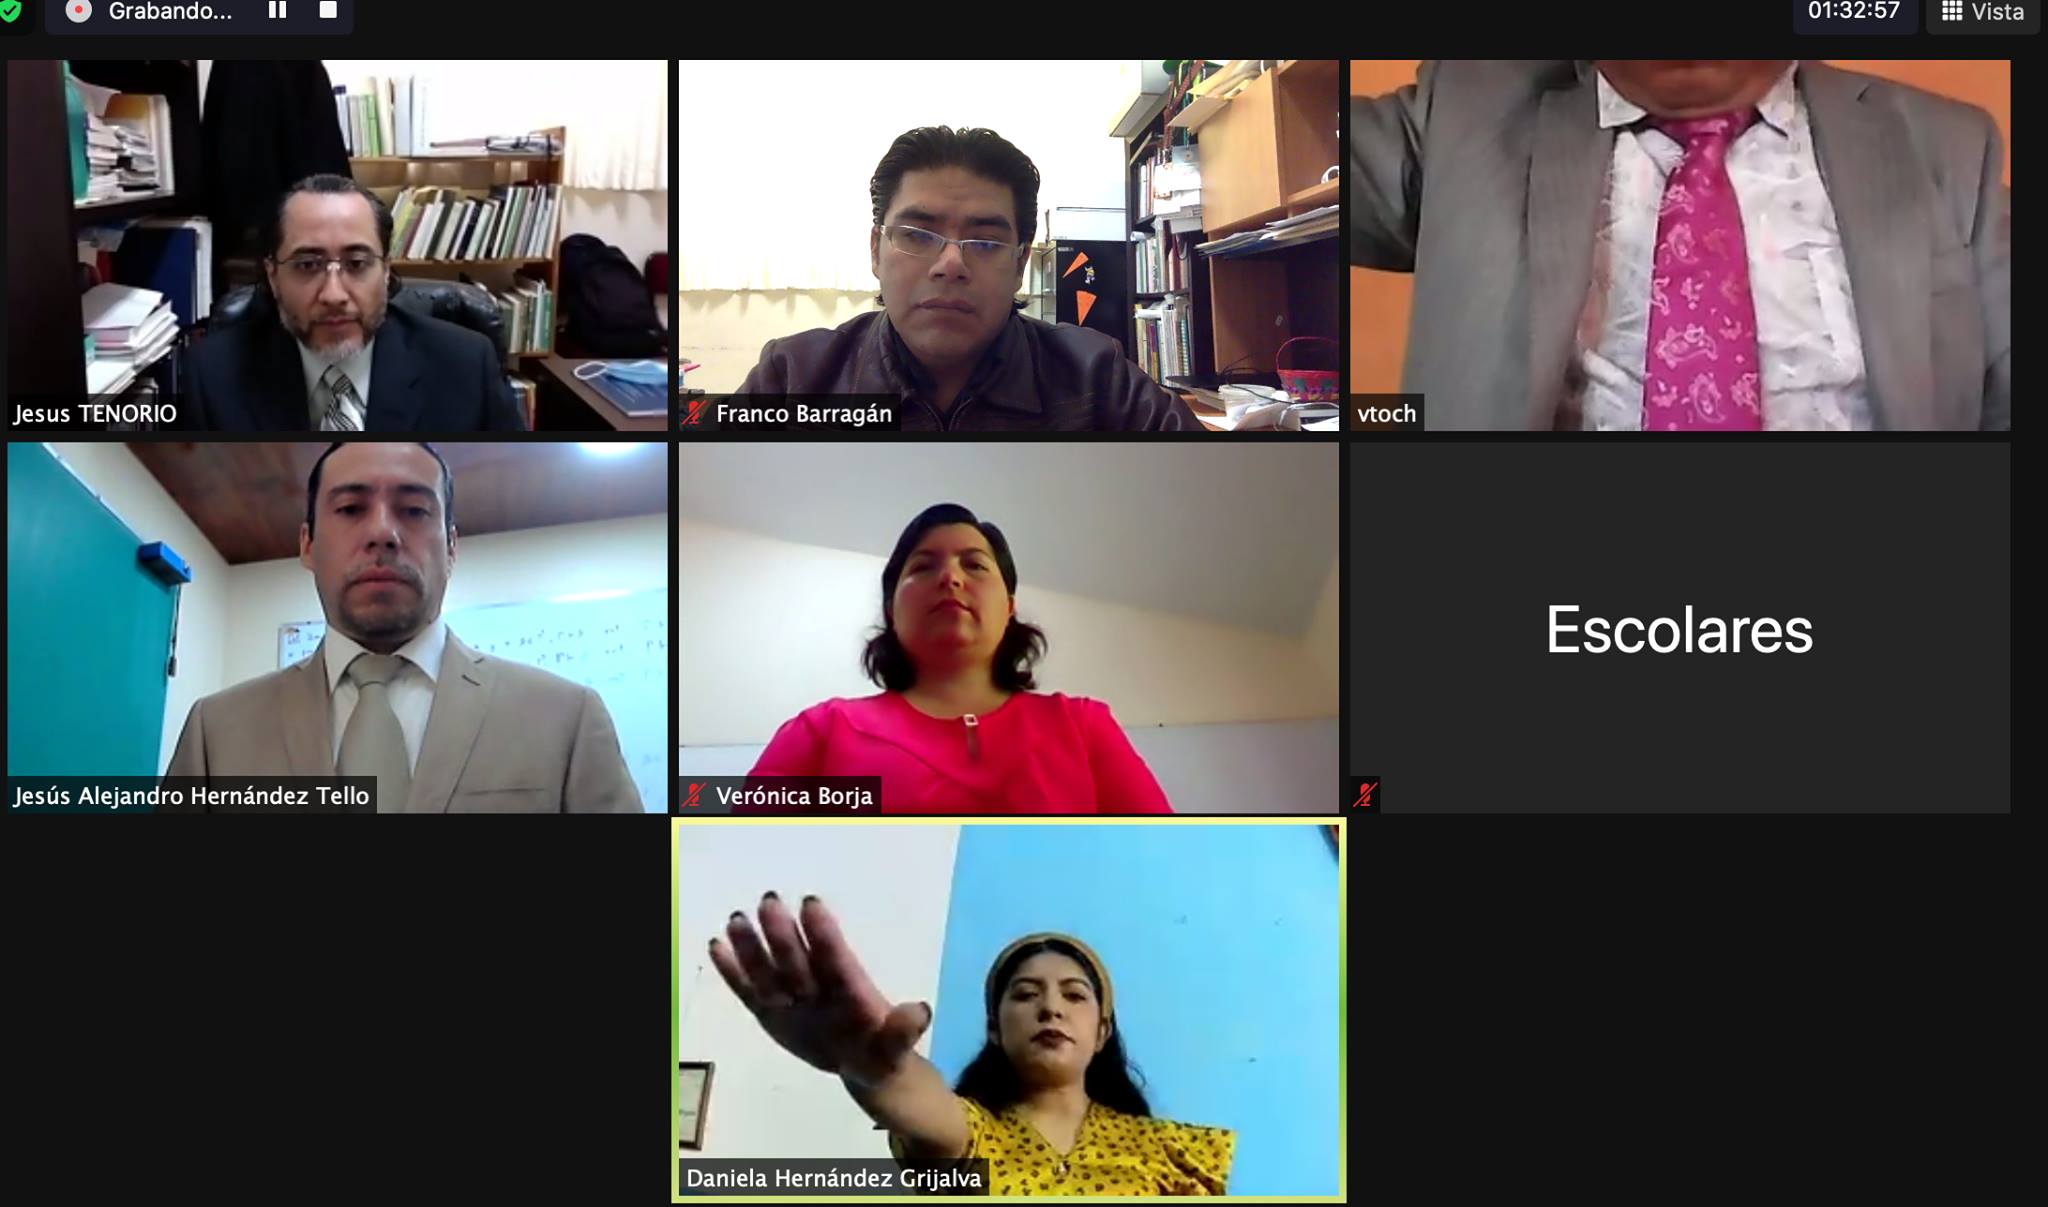 Grabando...
01:32:57
Vista
Jesus TENORIO
Franco Barragán
vtoch
Jesús Alejandro Hernández Tello
Verónica Borja
Escolares
Daniela Hernández Grijalva